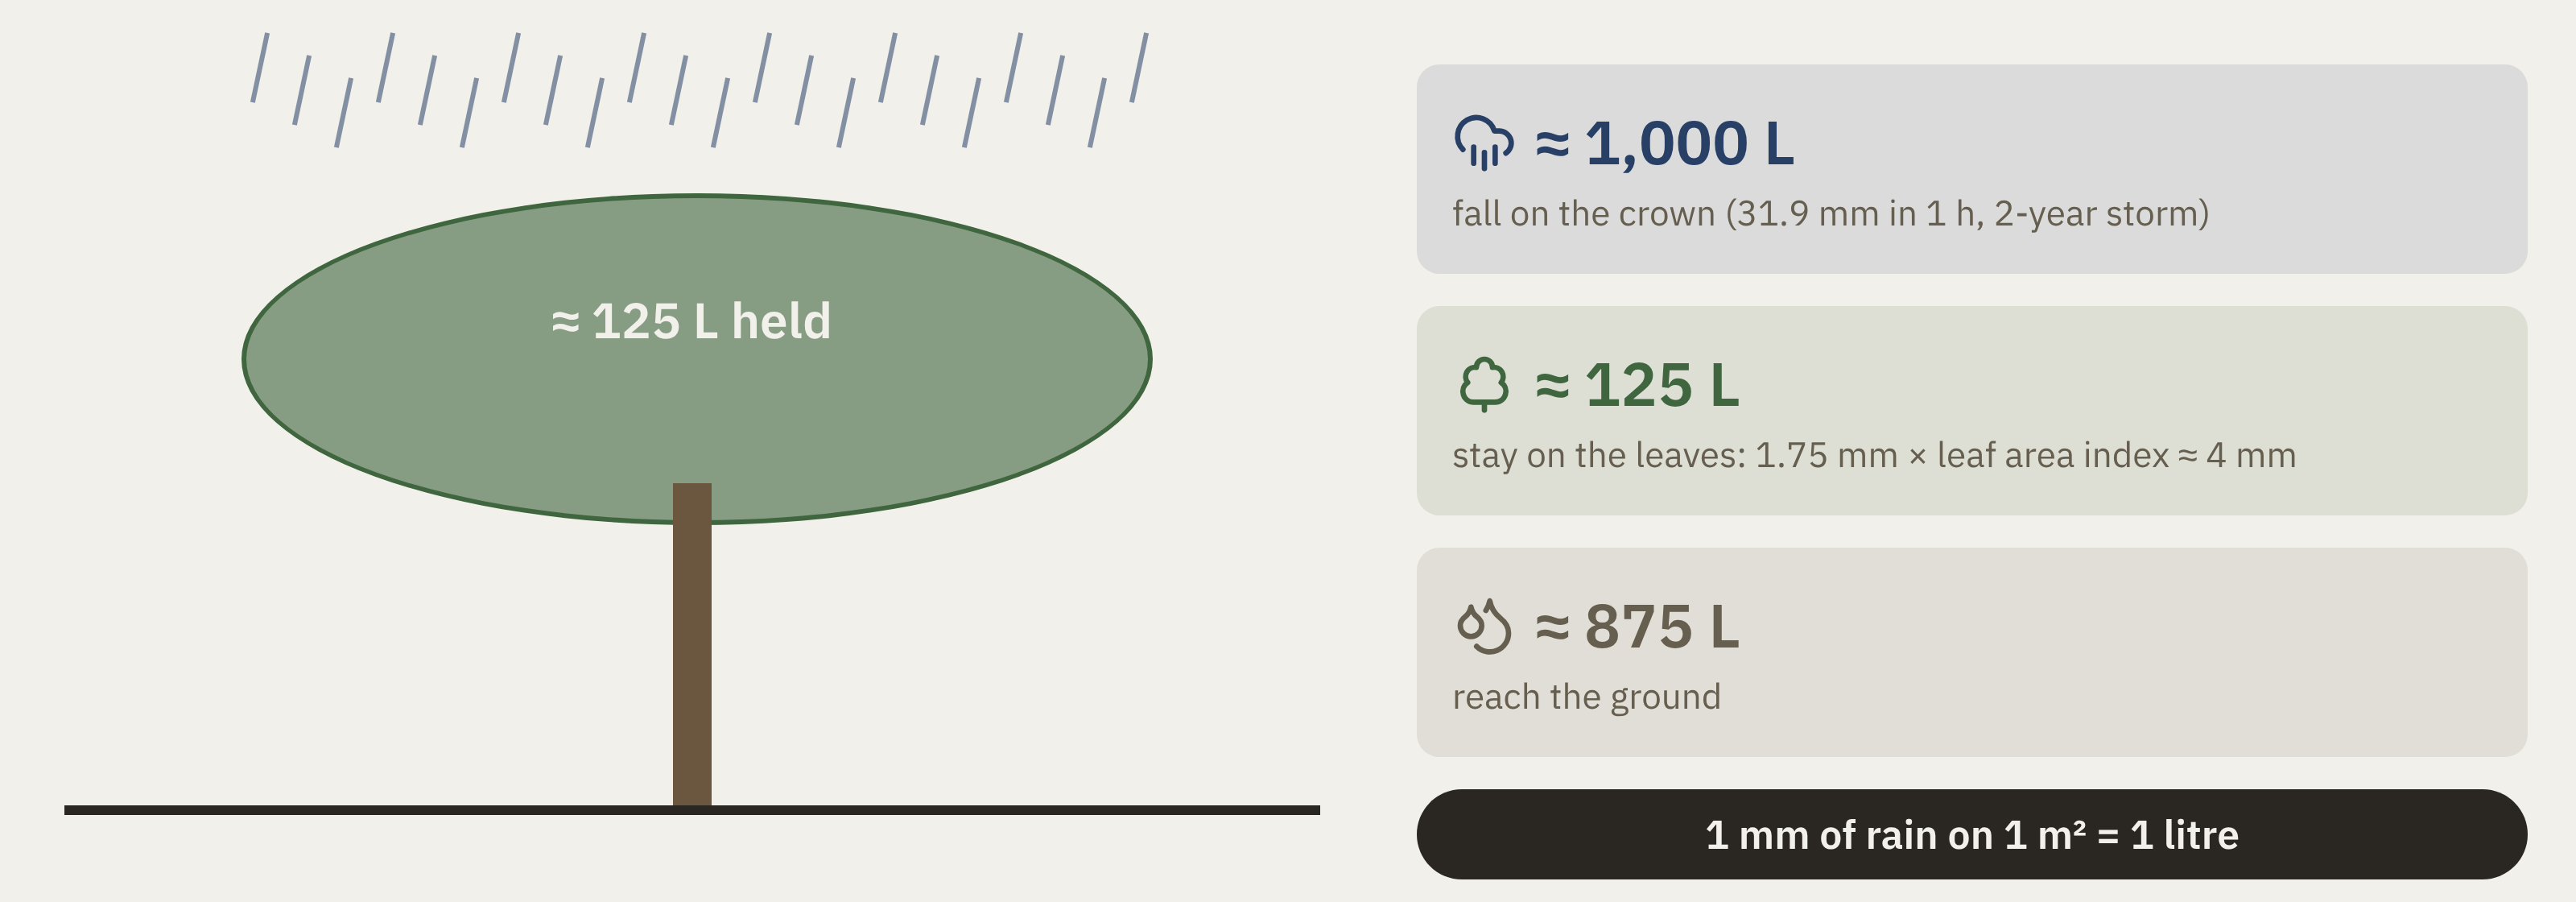 ≈ 125 L held
≈ 1,000 L
fall on the crown (31.9 mm in 1 h, 2-year storm)
≈ 125 L
stay on the leaves: 1.75 mm × leaf area index ≈ 4 mm
≈ 875 L
reach the ground
1 mm of rain on 1 m² = 1 litre